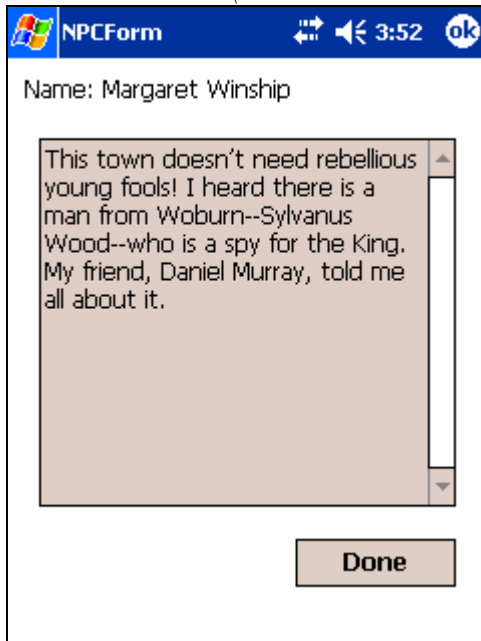 NPCForm 3:52 ok
Name: Margaret Winship
This town doesn't need rebellious
young fools! I heard there is a
man from Woburn--Sylvanus
Wood--who is a spy for the King.
My friend, Daniel Murray, told me
all about it.
Done